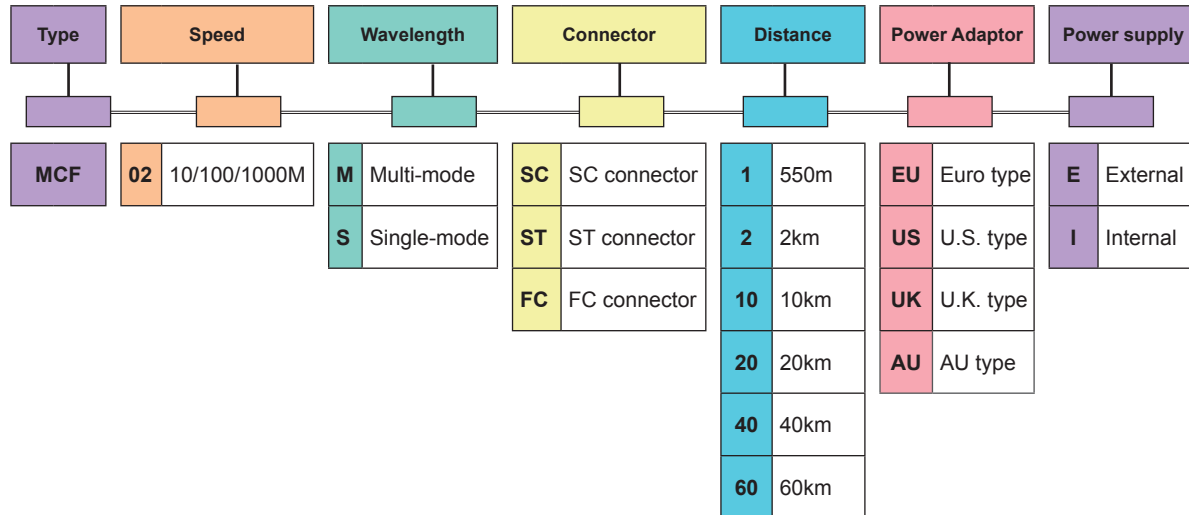 Type Speed Wavelength Connector Distance Power Adaptor Power supply
MCF 02 10/100/1000M M Multi-mode SC SC connector 1 550m EU Euro type E External
S Single-mode ST ST connector 2 2km US U.S. type I Internal
FC FC connector 10 10km UK U.K. type
20 20km AU AU type
40 40km
60 60km